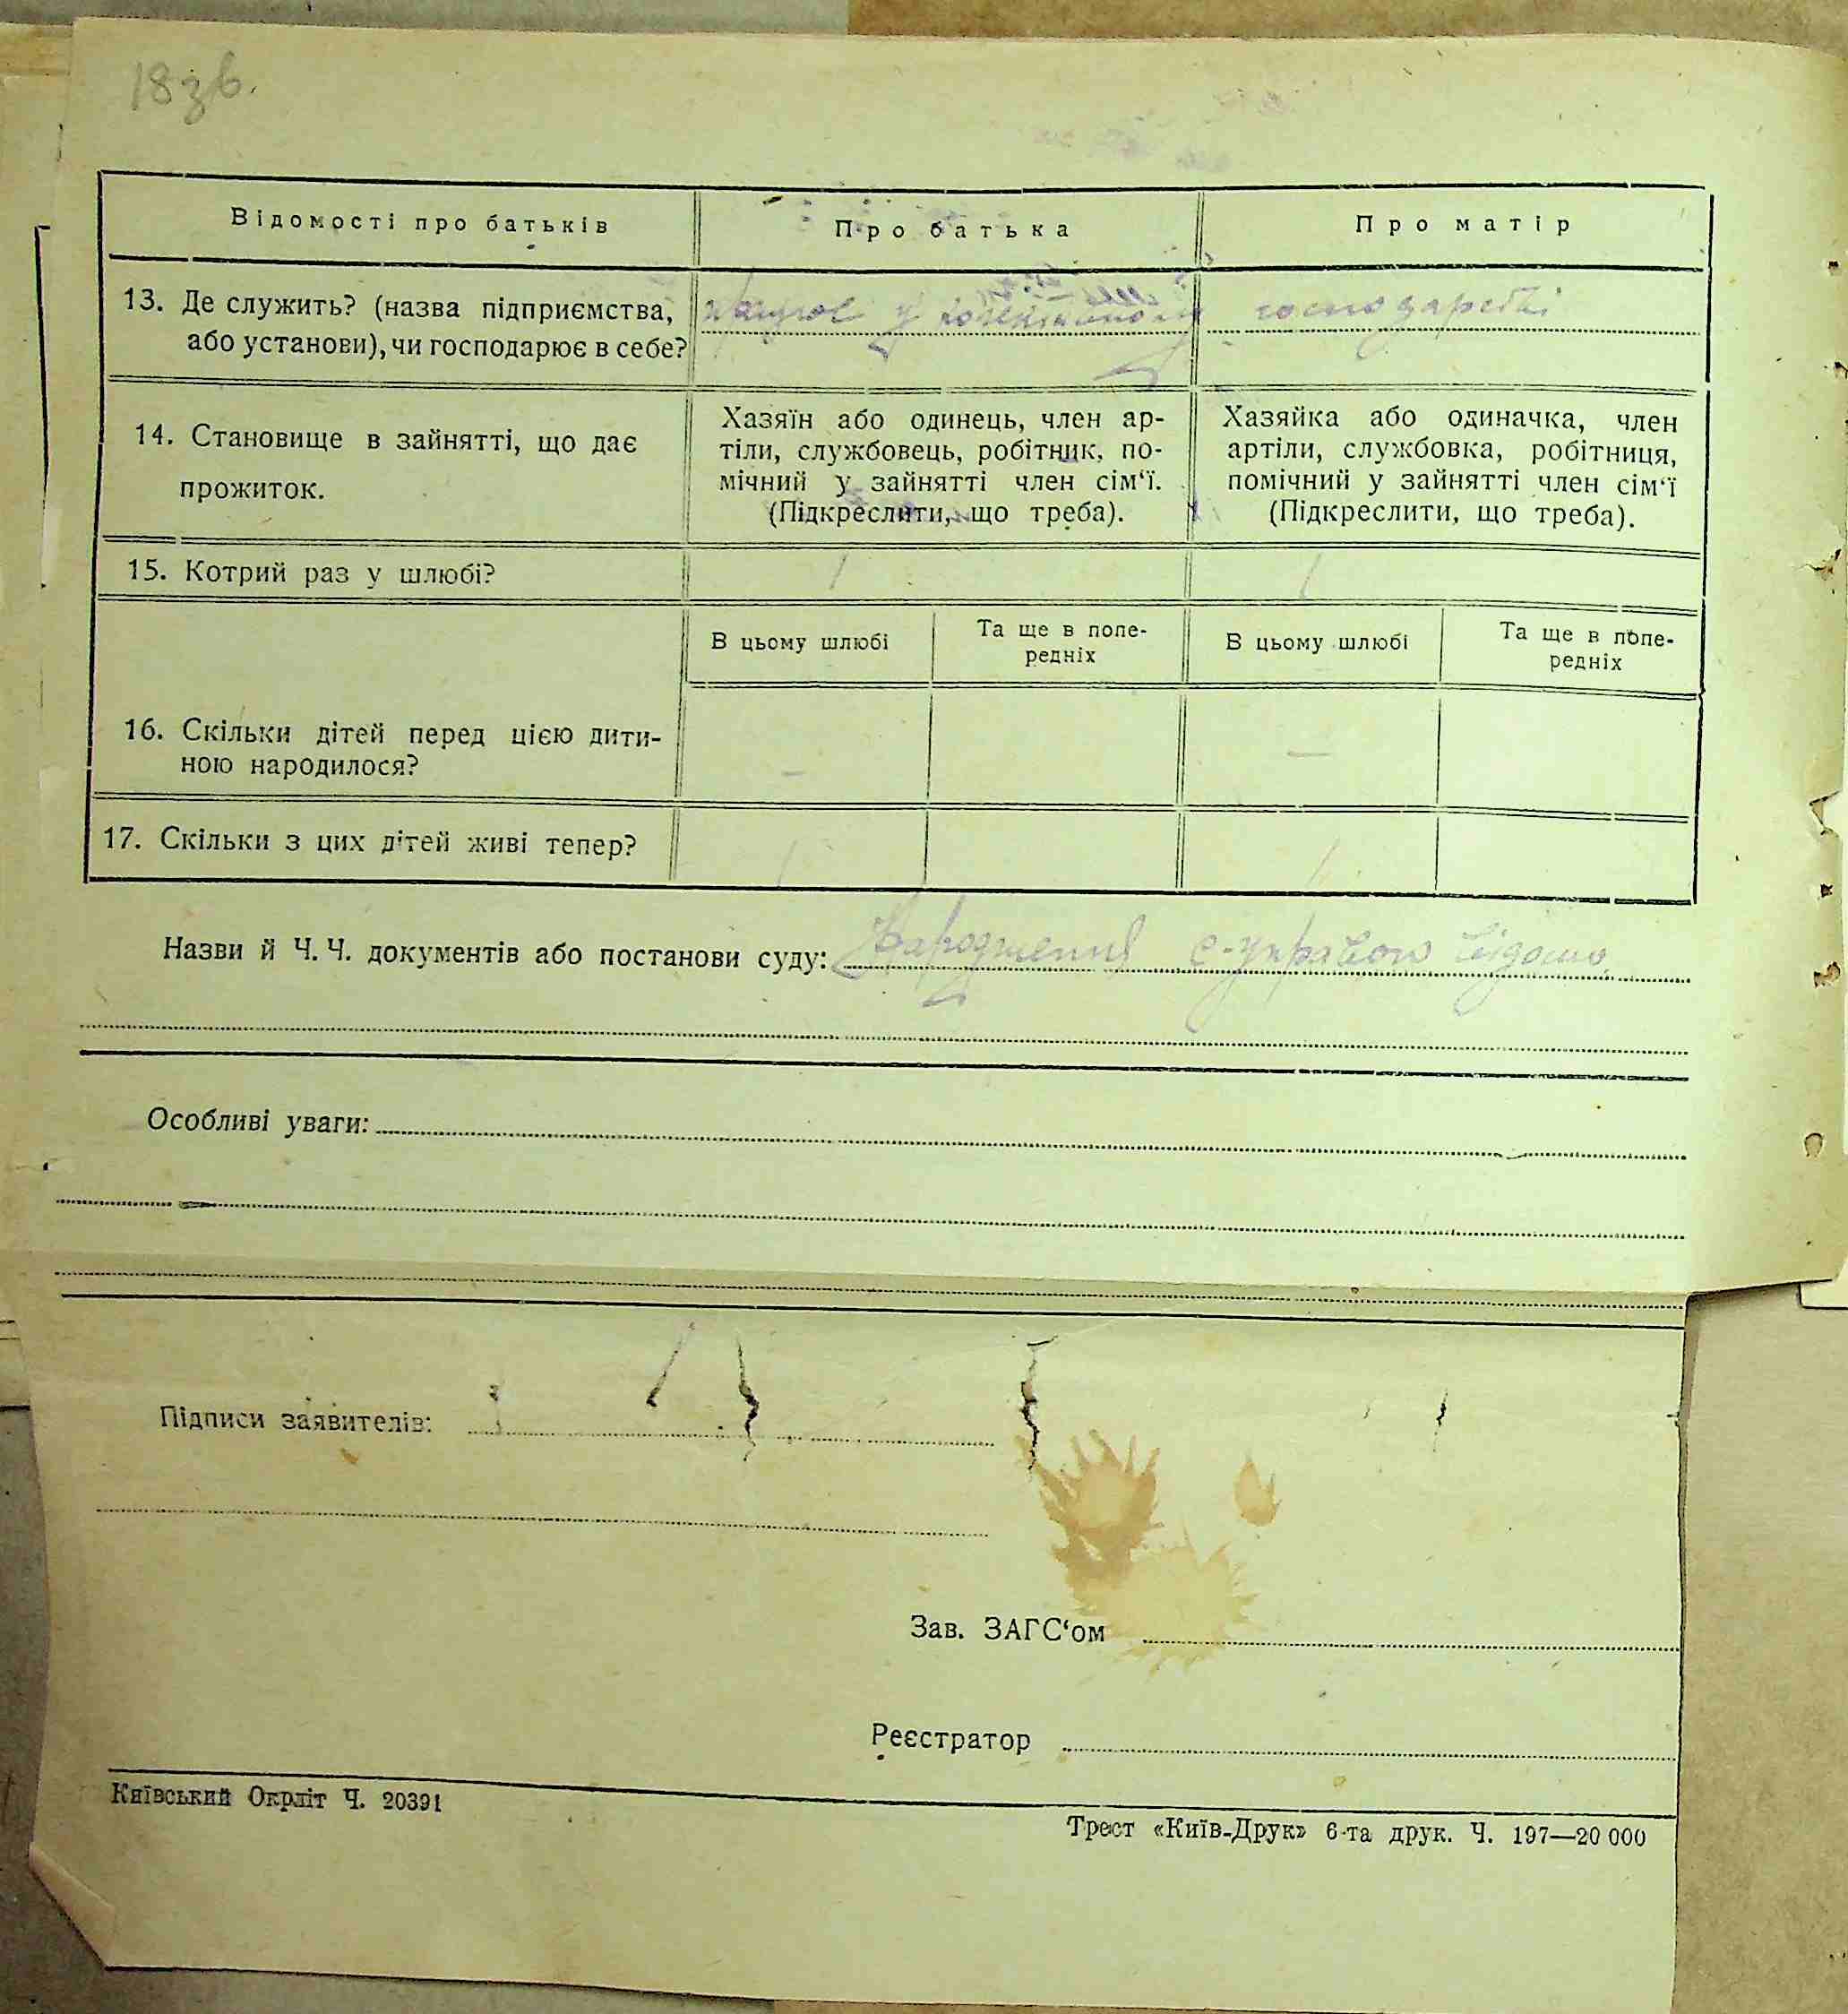 18зв.
Відомості про батьків
Про батька
Про матір
13. Де служить? (назва підприємства,
або установи), чи господарює в себе?
працює у
господарстві
14. Становище в зайнятті, що дає
прожиток.
Хазяїн або одинець, член ар-
тіли, службовець, робітник, по-
мічний у зайнятті член сім‘ї.
(Підкреслити, що треба).
Хазяйка або одиначка, член
артіли, службовка, робітниця,
помічний у зайнятті член сім‘ї
(Підкреслити, що треба).
15. Котрий раз у шлюбі?
1
1
В цьому шлюбі
Та ще в попе-
редніх
В цьому шлюбі
Та ще в попе-
редніх
16. Скільки дітей перед цією дити-
ною народилося?
—
—
17. Скільки з цих дітей живі тепер?
Назви й Ч. Ч. документів або постанови суду: Народження с-управою відомо
Особливі уваги:
Підписи заявителів:
Зав. ЗАГС‘ом
Реєстратор
Київський Окрліт Ч. 20391
Трест «Київ-Друк» 6-та друк. Ч. 197—20 000